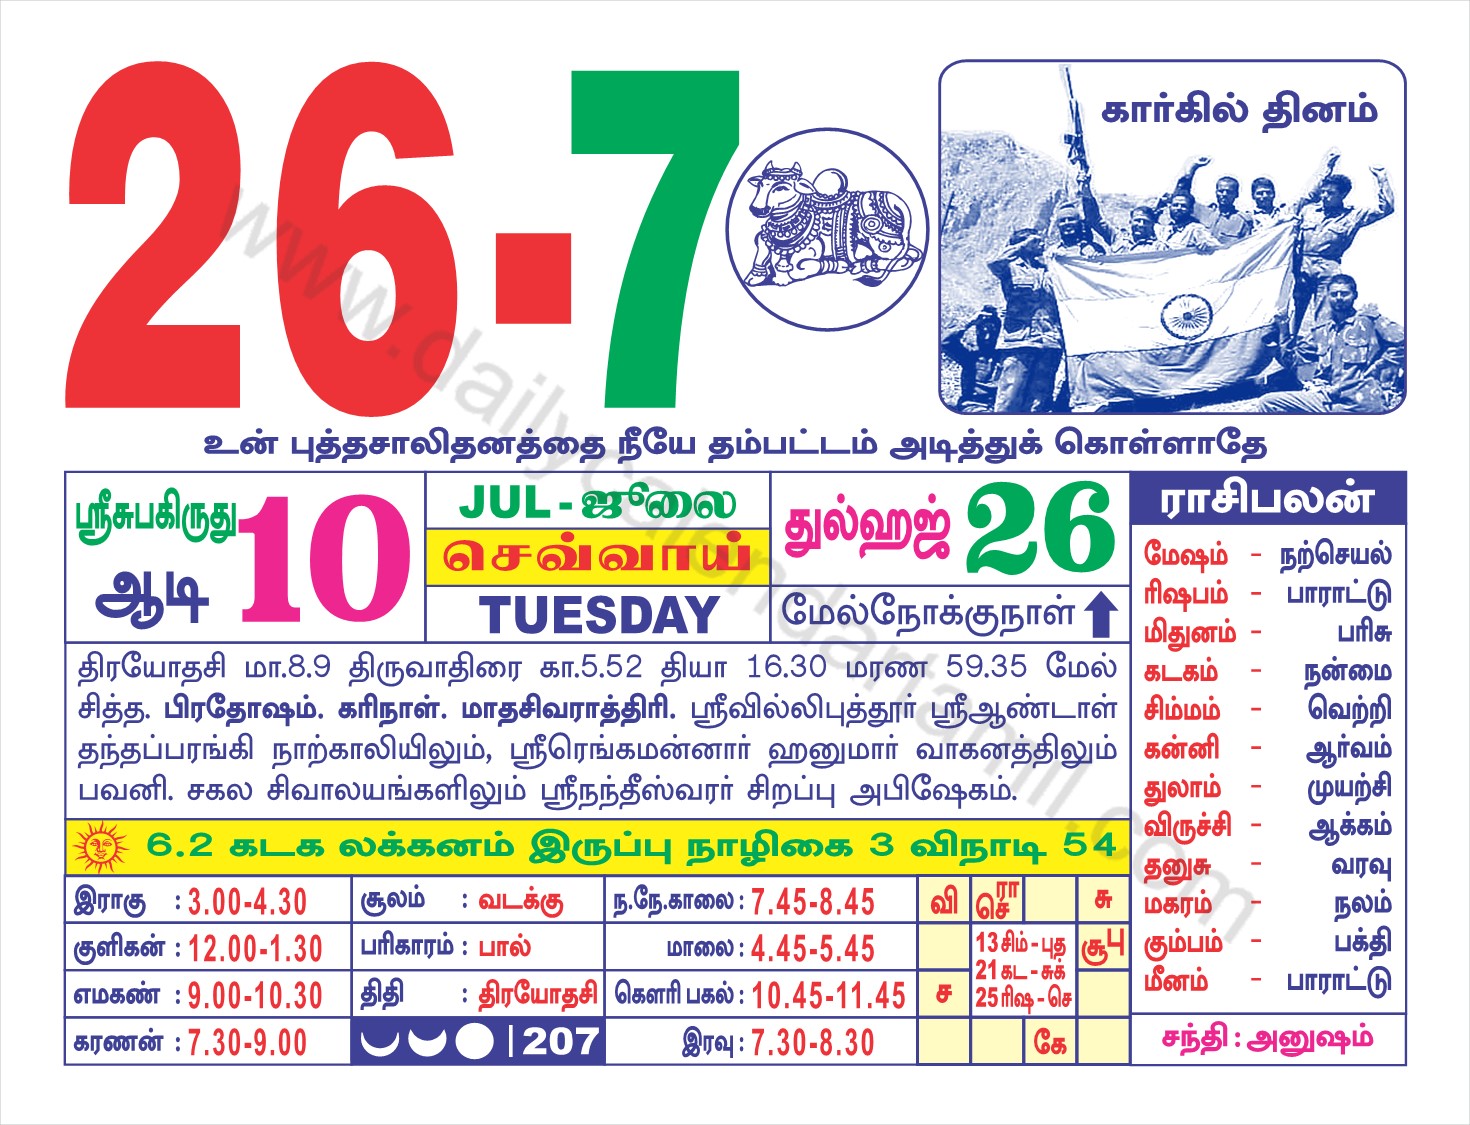 26-7
கார்கில் தினம்
உன் புத்தசாலிதனத்தை நீயே தம்பட்டம் அடித்துக் கொள்ளாதே
ஸ்ரீசுபகிருது
ஆடி
10
JUL - ஜூலை
செவ்வாய்
TUESDAY
துல்ஹஜ் 26
மேல்நோக்குநாள்
திரயோதசி மா.8.9 திருவாதிரை கா.5.52 தியா 16.30 மரண 59.35 மேல்
சித்த. பிரதோஷம். கரிநாள். மாதசிவராத்திரி. ஸ்ரீவில்லிபுத்தூர் ஸ்ரீஆண்டாள்
தந்தப்பரங்கி நாற்காலியிலும், ஸ்ரீரெங்கமன்னார் ஹனுமார் வாகனத்திலும்
பவனி. சகல சிவாலயங்களிலும் ஸ்ரீநந்தீஸ்வரர் சிறப்பு அபிஷேகம்.
6.2 கடக லக்கனம் இருப்பு நாழிகை 3 விநாடி 54
இராகு : 3.00-4.30
குளிகன் : 12.00-1.30
எமகண் : 9.00-10.30
கரணன் : 7.30-9.00
சூலம் : வடக்கு
பரிகாரம் : பால்
திதி : திரயோதசி
207
ந.நே.காலை : 7.45-8.45
மாலை : 4.45-5.45
கௌரி பகல் : 10.45-11.45
இரவு : 7.30-8.30
வி ரா செ சு
சூ பு
ச
கே
13 சிம் - புத
21 கட - சுக்
25 ரிஷ - செ
ராசிபலன்
மேஷம் - நற்செயல்
ரிஷபம் - பாராட்டு
மிதுனம் - பரிசு
கடகம் - நன்மை
சிம்மம் - வெற்றி
கன்னி - ஆர்வம்
துலாம் - முயற்சி
விருச்சி - ஆக்கம்
தனுசு - வரவு
மகரம் - நலம்
கும்பம் - பக்தி
மீனம் - பாராட்டு
சந்தி : அனுஷம்
www.dailycalendartamil.com